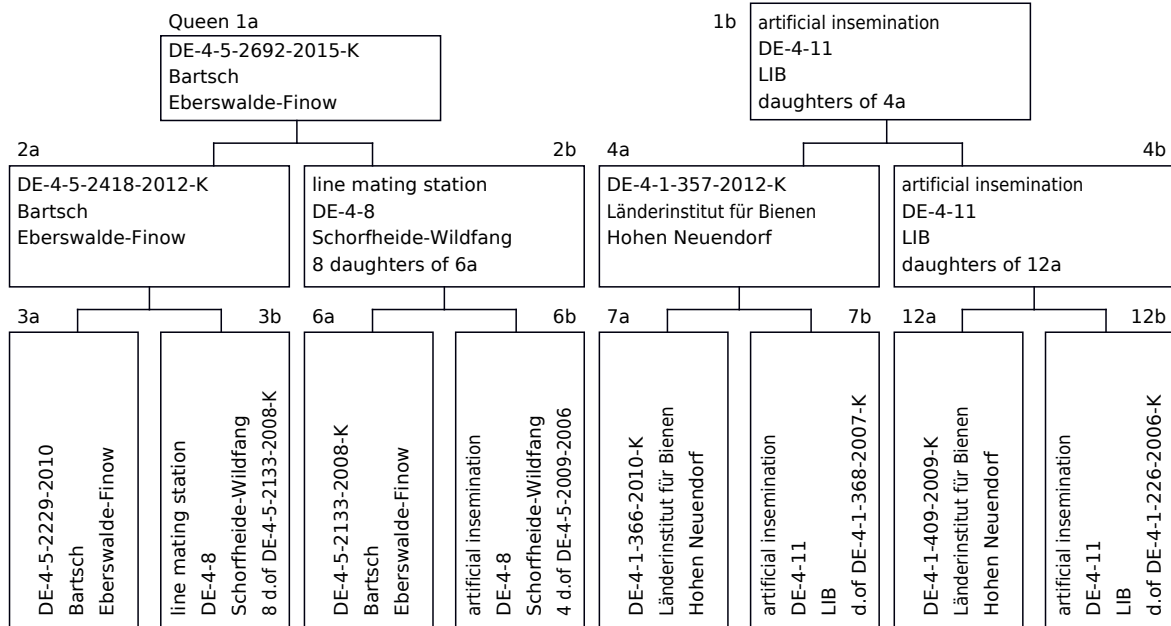 Queen 1a
DE-4-5-2692-2015-K
Bartsch
Eberswalde-Finow
1b
artificial insemination
DE-4-11
LIB
daughters of 4a
2a
DE-4-5-2418-2012-K
Bartsch
Eberswalde-Finow
2b
line mating station
DE-4-8
Schorfheide-Wildfang
8 daughters of 6a
4a
DE-4-1-357-2012-K
Länderinstitut für Bienen
Hohen Neuendorf
4b
artificial insemination
DE-4-11
LIB
daughters of 12a
3a
DE-4-5-2229-2010
Bartsch
Eberswalde-Finow
3b
line mating station
DE-4-8
Schorfheide-Wildfang
8 d.of DE-4-5-2133-2008-K
6a
DE-4-5-2133-2008-K
Bartsch
Eberswalde-Finow
6b
artificial insemination
DE-4-8
Schorfheide-Wildfang
4 d.of DE-4-5-2009-2006
7a
DE-4-1-366-2010-K
Länderinstitut für Bienen
Hohen Neuendorf
7b
artificial insemination
DE-4-11
LIB
d.of DE-4-1-368-2007-K
12a
DE-4-1-409-2009-K
Länderinstitut für Bienen
Hohen Neuendorf
12b
artificial insemination
DE-4-11
LIB
d.of DE-4-1-226-2006-K